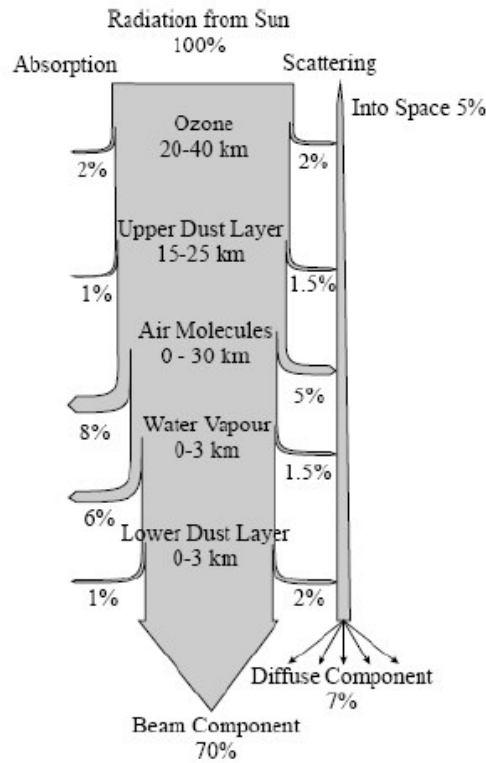 Radiation from Sun
100%
Absorption
Scattering
Into Space 5%
Ozone
20-40 km
2%
2%
Upper Dust Layer
15-25 km
1%
1.5%
Air Molecules
0 - 30 km
8%
5%
Water Vapour
0-3 km
6%
1.5%
Lower Dust Layer
0-3 km
1%
2%
Diffuse Component
7%
Beam Component
70%